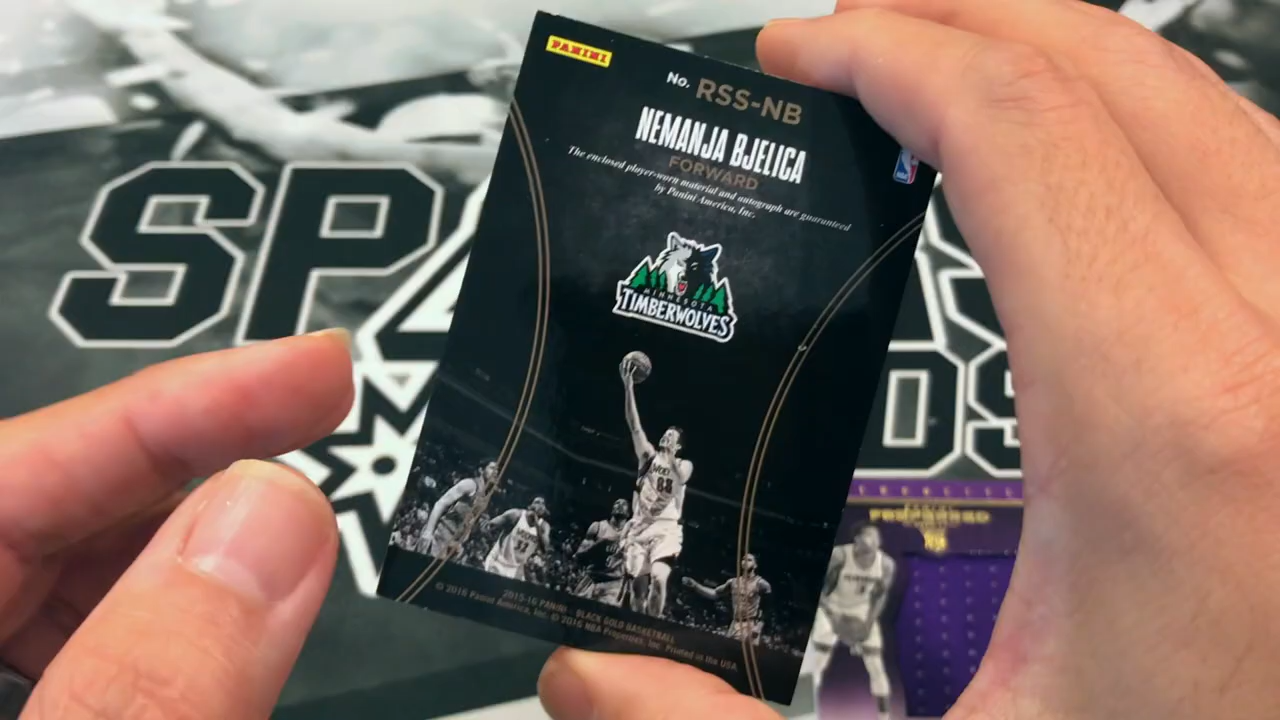 PANINI
No. RSS-NB
NEMANJA BJELICA
FORWARD
The enclosed player-worn material and autograph are guaranteed
by Panini America, Inc.
MINNESOTA
TIMBERWOLVES
88
2015-16 PANINI - BLACK GOLD BASKETBALL
© 2016 Panini America, Inc. © 2016 NBA Properties, Inc. Printed in the USA.
SP